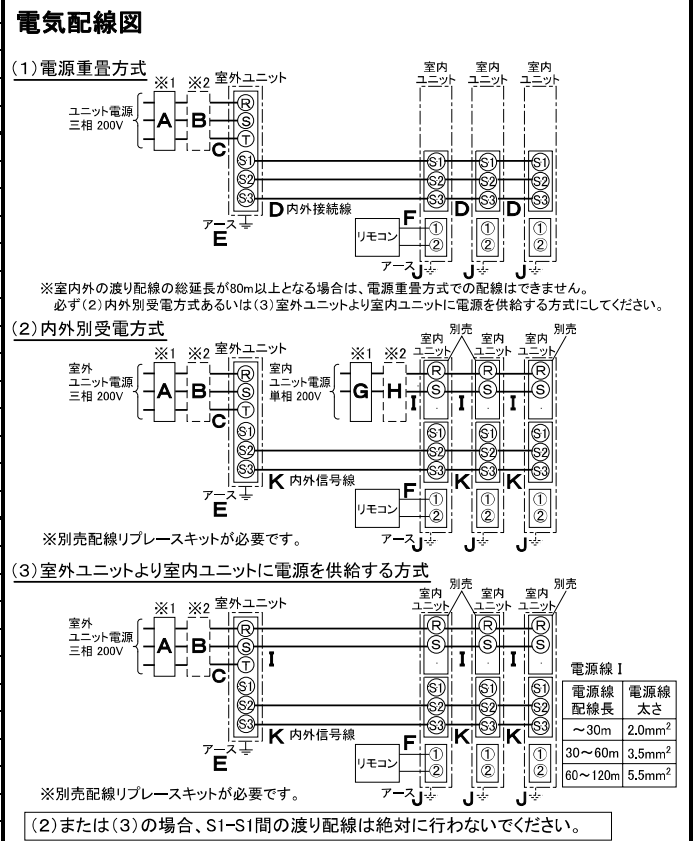 電気配線図
(1)電源重畳方式
※1 ※2 室外ユニット
室内ユニット 室内ユニット 室内ユニット
ユニット電源
三相 200V
A B C
R
S
T
S1 S1 S1 S1
S2 S2 S2 S2
S3 S3 S3 S3
D 内外接続線 F D D
アース
E
リモコン
① ① ①
② ② ②
アース J J J
※室内外の渡り配線の総延長が80m以上となる場合は、電源重畳方式での配線はできません。
必ず(2)内外別受電方式あるいは(3)室外ユニットより室内ユニットに電源を供給する方式にしてください。
(2)内外別受電方式
※1 ※2 室外ユニット
※1 ※2 室内ユニット 別売 室内ユニット 室内ユニット 別売
室外
ユニット電源
三相 200V
A B C
室内
ユニット電源
単相 200V
G H I I I
R R R R
S S S S
T
S1 S1 S1 S1
S2 S2 S2 S2
S3 S3 S3 S3
K 内外信号線 F K K
アース
E
リモコン
① ① ①
② ② ②
アース J J J
※別売配線リプレースキットが必要です。
(3)室外ユニットより室内ユニットに電源を供給する方式
※1 ※2 室外ユニット
室内ユニット 別売 室内ユニット 室内ユニット 別売
室外
ユニット電源
三相 200V
A B C
R R R R
S S S S
T I I I
S1 S1 S1 S1
S2 S2 S2 S2
S3 S3 S3 S3
K 内外信号線 F K K
アース
E
リモコン
① ① ①
② ② ②
アース J J J
電源線 I
電源線配線長 電源線太さ
～30m 2.0mm²
30～60m 3.5mm²
60～120m 5.5mm²
※別売配線リプレースキットが必要です。
(2)または(3)の場合、S1-S1間の渡り配線は絶対に行わないでください。